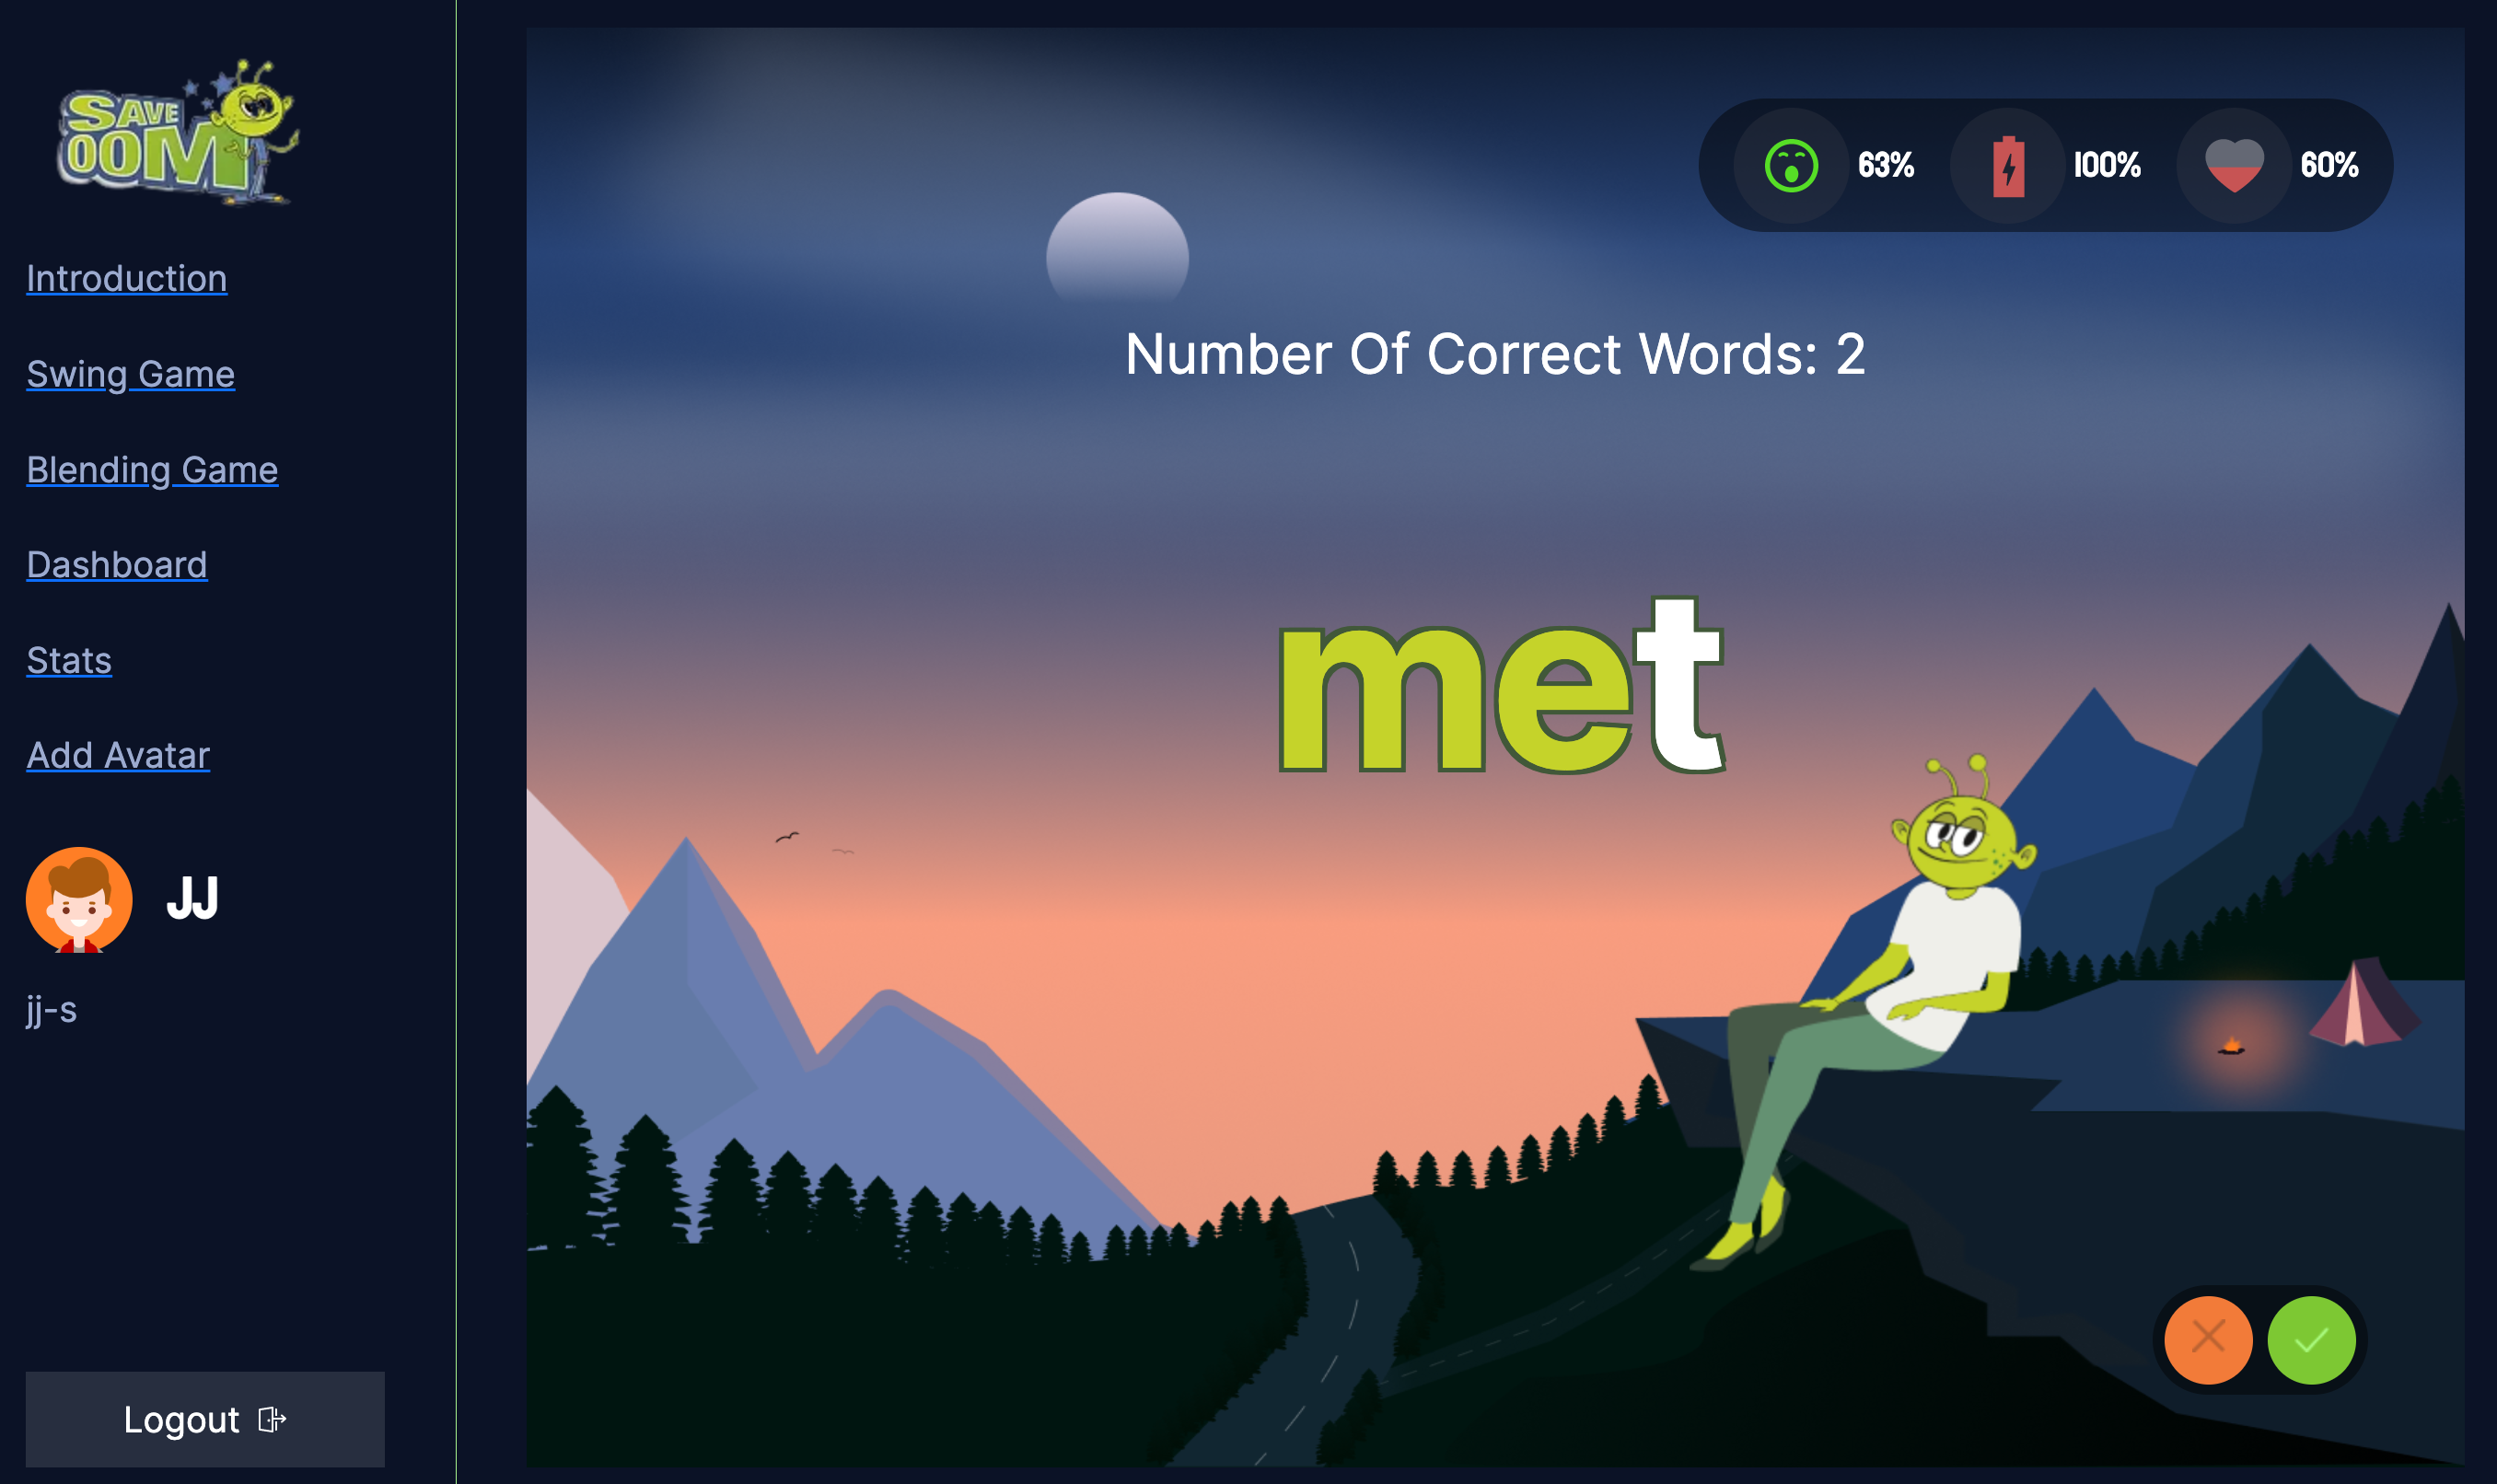 SAVE
OOM
Introduction
Swing Game
Blending Game
Dashboard
Stats
Add Avatar
JJ
jj-s
Logout
63% 100% 60%
Number Of Correct Words: 2
met